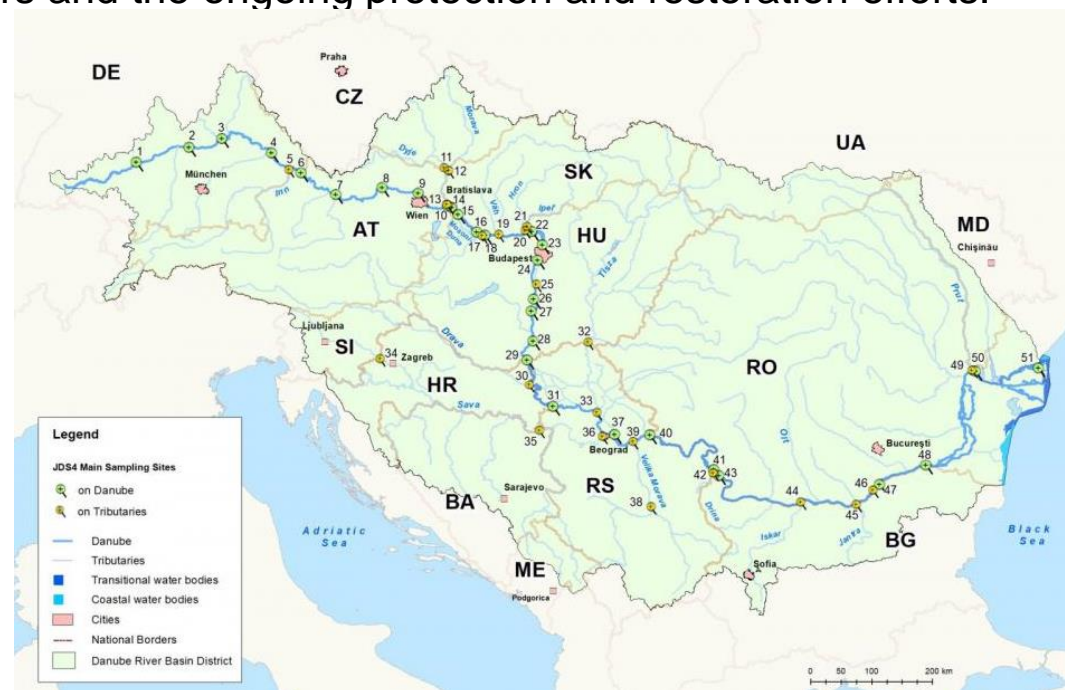 rs and the ongoing protection and restoration efforts.
Praha
DE
CZ
UA
Morava
Dyje
SK
MD
Chişinău
1
2
3
4
5
6
7
8
9
10
11
12
13
14
15
16
17
18
19
20
21
22
23
24
25
26
27
28
29
30
31
32
33
34
35
36
37
38
39
40
41
42
43
44
45
46
47
48
49
50
51
München
Inn
Wien
Bratislava
Váh
Hron
Ipeľ
AT
HU
Budapest
Tisza
Prut
Ljubljana
SI
Zagreb
Drava
HR
Sava
RO
Olt
Bucureşti
Beograd
Velika Morava
RS
BA
Sarajevo
Drina
Iskar
Jantra
BG
Sofia
ME
Podgorica
Adriatic
Sea
Black
Sea
Legend
JDS4 Main Sampling Sites
on Danube
on Tributaries
Danube
Tributaries
Transitional water bodies
Coastal water bodies
Cities
National Borders
Danube River Basin District
0 50 100 200 km